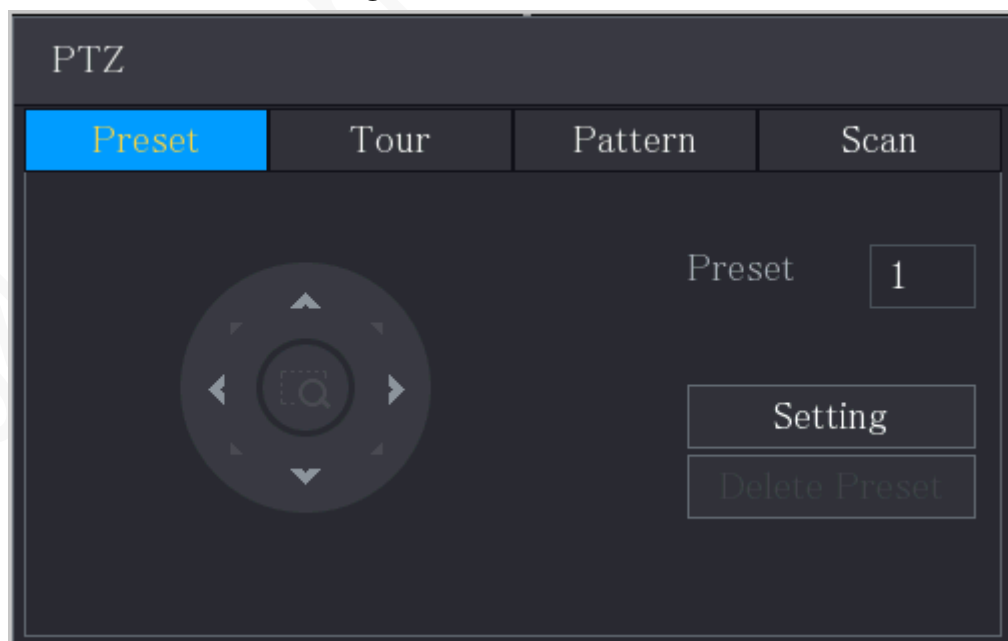 PTZ
Preset Tour Pattern Scan
Preset 1
Setting
Delete Preset